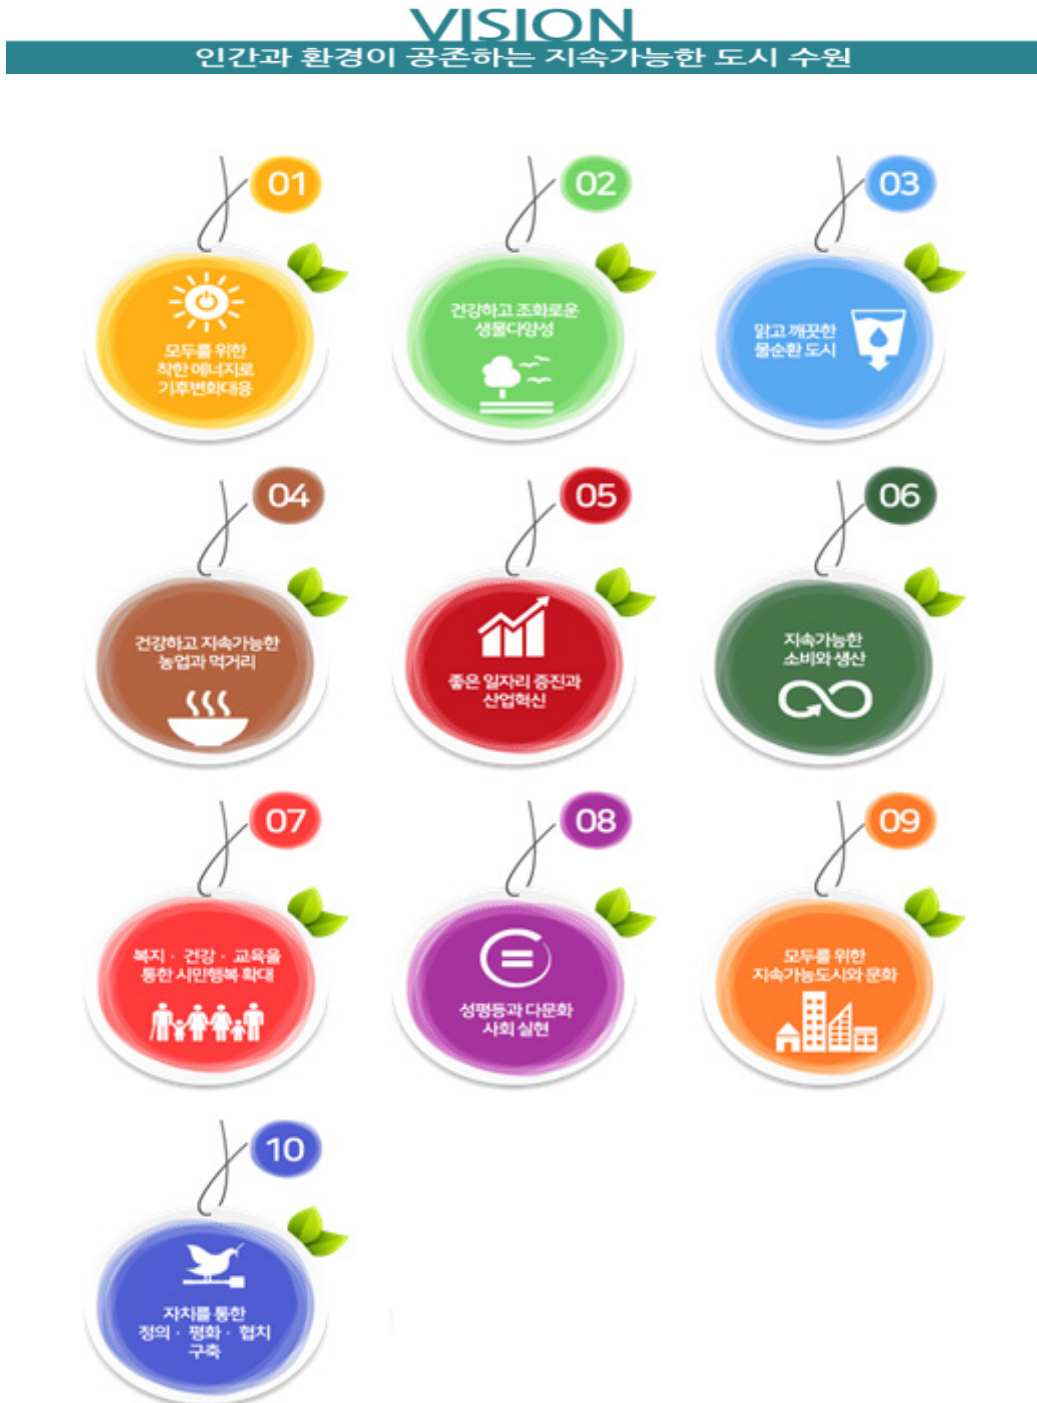 VISION
인간과 환경이 공존하는 지속가능한 도시 수원
01
모두를 위한
착한 에너지로
기후변화대응
02
건강하고 조화로운
생물다양성
03
맑고 깨끗한
물순환 도시
04
건강하고 지속가능한
농업과 먹거리
05
좋은 일자리 증진과
산업혁신
06
지속가능한
소비와 생산
07
복지 · 건강 · 교육을
통한 시민행복 확대
08
성평등과 다문화
사회 실현
09
모두를 위한
지속가능도시와 문화
10
자치를 통한
정의 · 평화 · 협치
구축